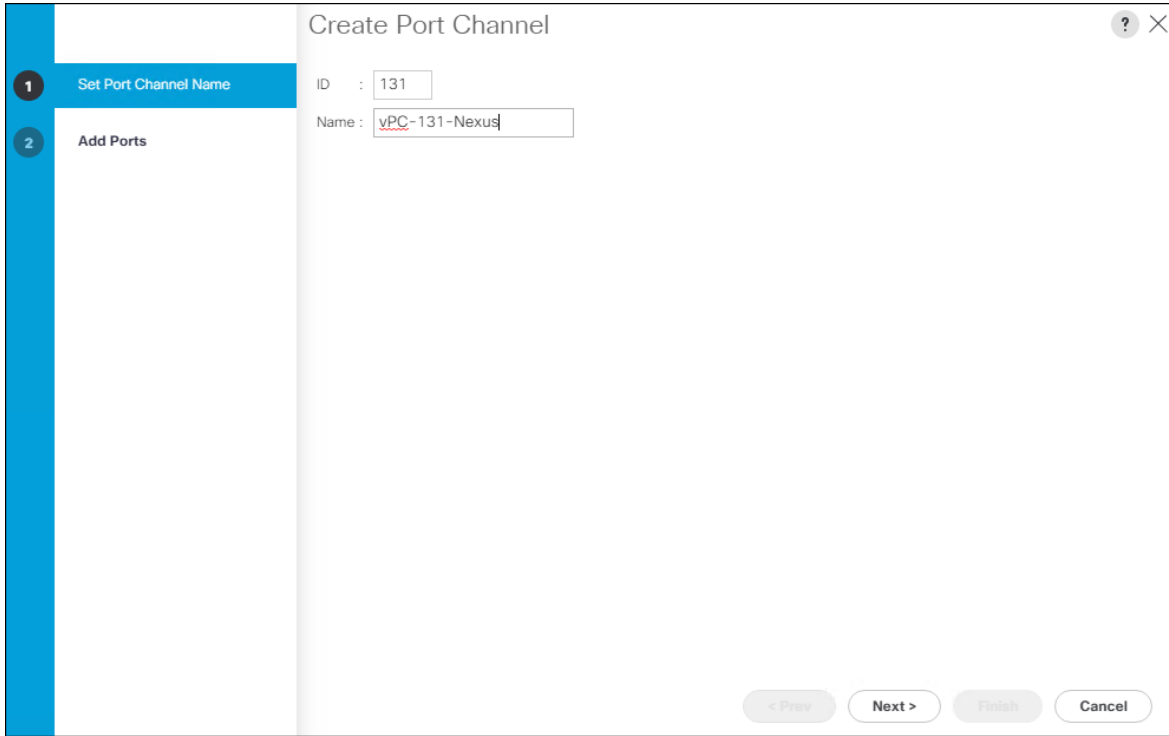 Create Port Channel
?
1
Set Port Channel Name
2
Add Ports
ID : 131
Name : vPC-131-Nexus
< Prev
Next >
Finish
Cancel